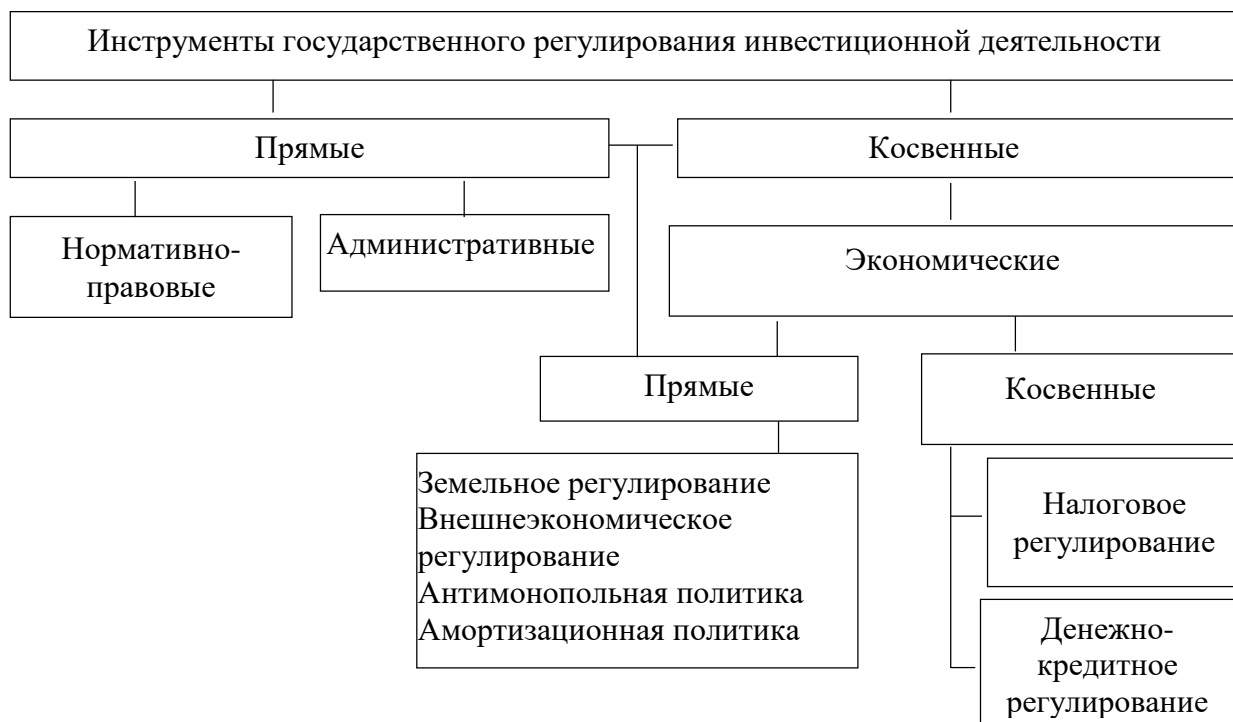 Инструменты государственного регулирования инвестиционной деятельности
Прямые
Косвенные
Нормативно-
правовые
Административные
Экономические
Прямые
Косвенные
Земельное регулирование
Внешнеэкономическое
регулирование
Антимонопольная политика
Амортизационная политика
Налоговое
регулирование
Денежно-
кредитное
регулирование